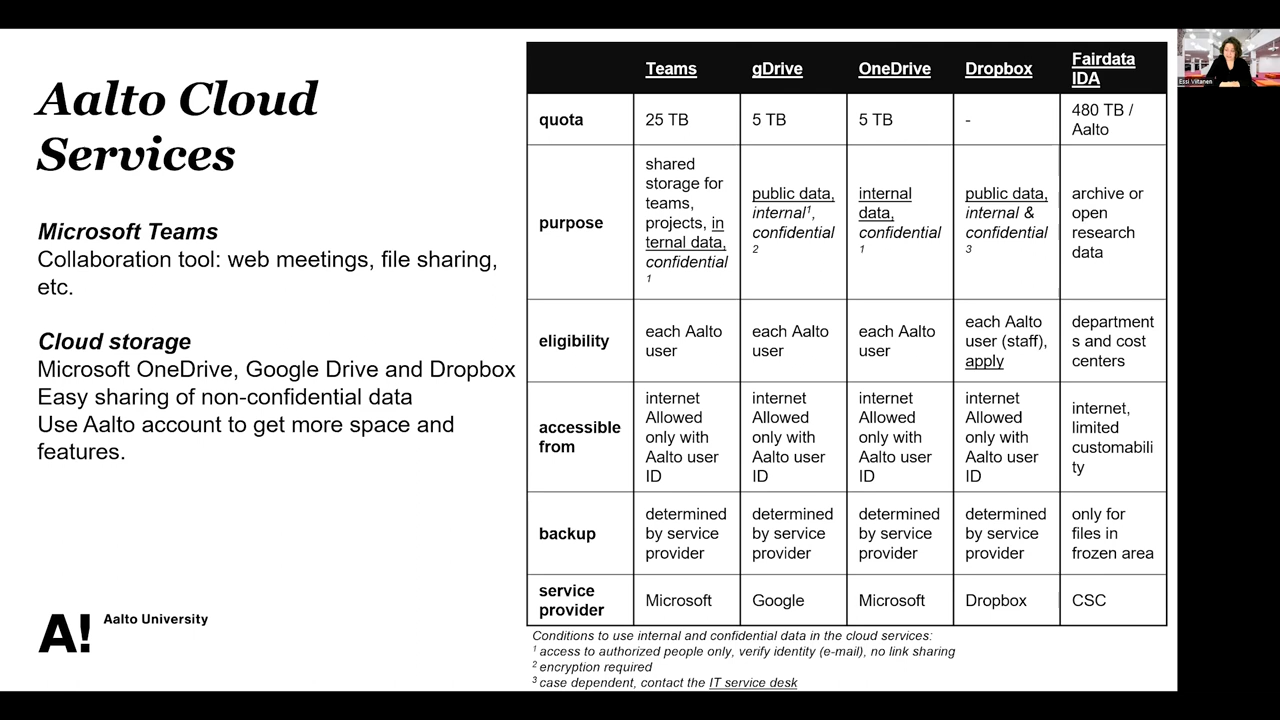 Aalto Cloud
Services
Microsoft Teams
Collaboration tool: web meetings, file sharing,
etc.
Cloud storage
Microsoft OneDrive, Google Drive and Dropbox
Easy sharing of non-confidential data
Use Aalto account to get more space and
features.
A! Aalto University
Teams gDrive OneDrive Dropbox Fairdata
IDA
quota 25 TB 5 TB 5 TB - 480 TB /
Aalto
purpose
shared
storage for
teams,
projects, in
ternal data,
confidential
1
public data,
internal1,
confidential
2
internal
data,
confidential
1
public data,
internal &
confidential
3
archive or
open
research
data
eligibility
each Aalto
user
each Aalto
user
each Aalto
user
each Aalto
user (staff),
apply
department
s and cost
centers
accessible
from
internet
Allowed
only with
Aalto user
ID
internet
Allowed
only with
Aalto user
ID
internet
Allowed
only with
Aalto user
ID
internet
Allowed
only with
Aalto user
ID
internet,
limited
customabili
ty
backup
determined
by service
provider
determined
by service
provider
determined
by service
provider
determined
by service
provider
only for
files in
frozen area
service
provider
Microsoft
Google
Microsoft
Dropbox
CSC
Conditions to use internal and confidential data in the cloud services:
1 access to authorized people only, verify identity (e-mail), no link sharing
2 encryption required
3 case dependent, contact the IT service desk
Essi Viitanen